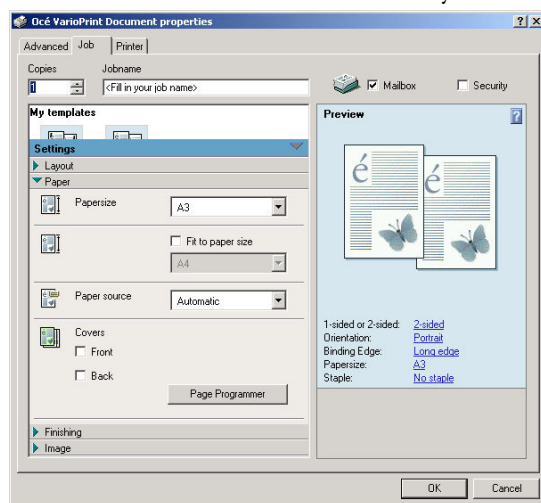 Océ VarioPrint Document properties
Advanced Job Printer
Copies Jobname
1 <Fill in your job name> Mailbox Security
My templates
Settings
Layout
Paper
Papersize A3
Fit to paper size
A4
Paper source Automatic
Covers
Front
Back
Page Programmer
Finishing
Image
Preview
é é
1-sided or 2-sided: 2-sided
Orientation: Portrait
Binding Edge: Long edge
Papersize: A3
Staple: No staple
OK Cancel